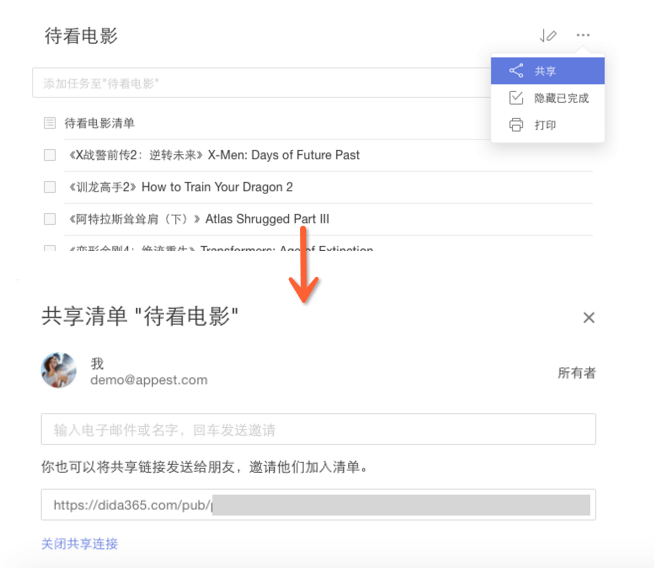 待看电影
添加任务至"待看电影"
共享
隐藏已完成
打印
待看电影清单
《X战警前传2：逆转未来》X-Men: Days of Future Past
《训龙高手2》How to Train Your Dragon 2
《阿特拉斯耸耸肩（下）》Atlas Shrugged Part III
《变形金刚4：绝迹重生》Transformers: Age of Extinction
共享清单 "待看电影"
我
demo@appest.com
所有者
输入电子邮件或名字，回车发送邀请
你也可以将共享链接发送给朋友，邀请他们加入清单。
https://dida365.com/pub/
关闭共享连接